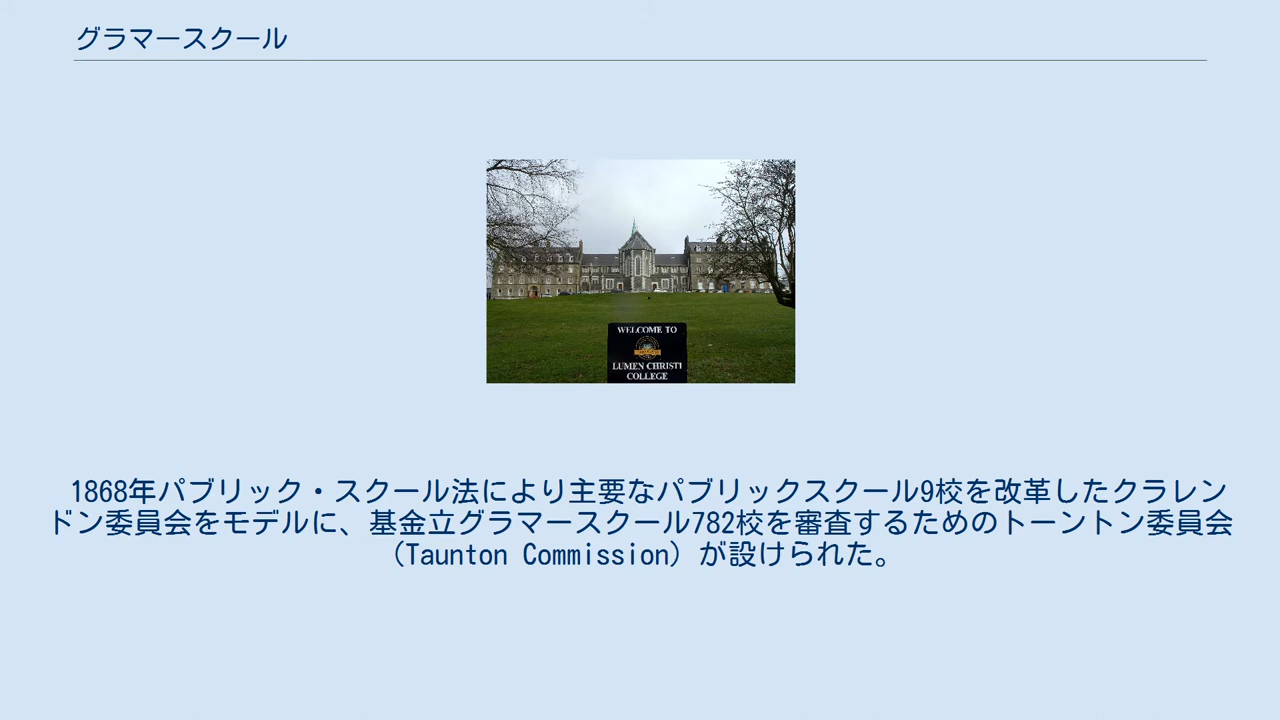 グラマースクール
WELCOME TO
LUMEN CHRISTI
COLLEGE
1868年パブリック・スクール法により主要なパブリックスクール9校を改革したクラレン
ドン委員会をモデルに、基金立グラマースクール782校を審査するためのトーントン委員会
（Taunton Commission）が設けられた。